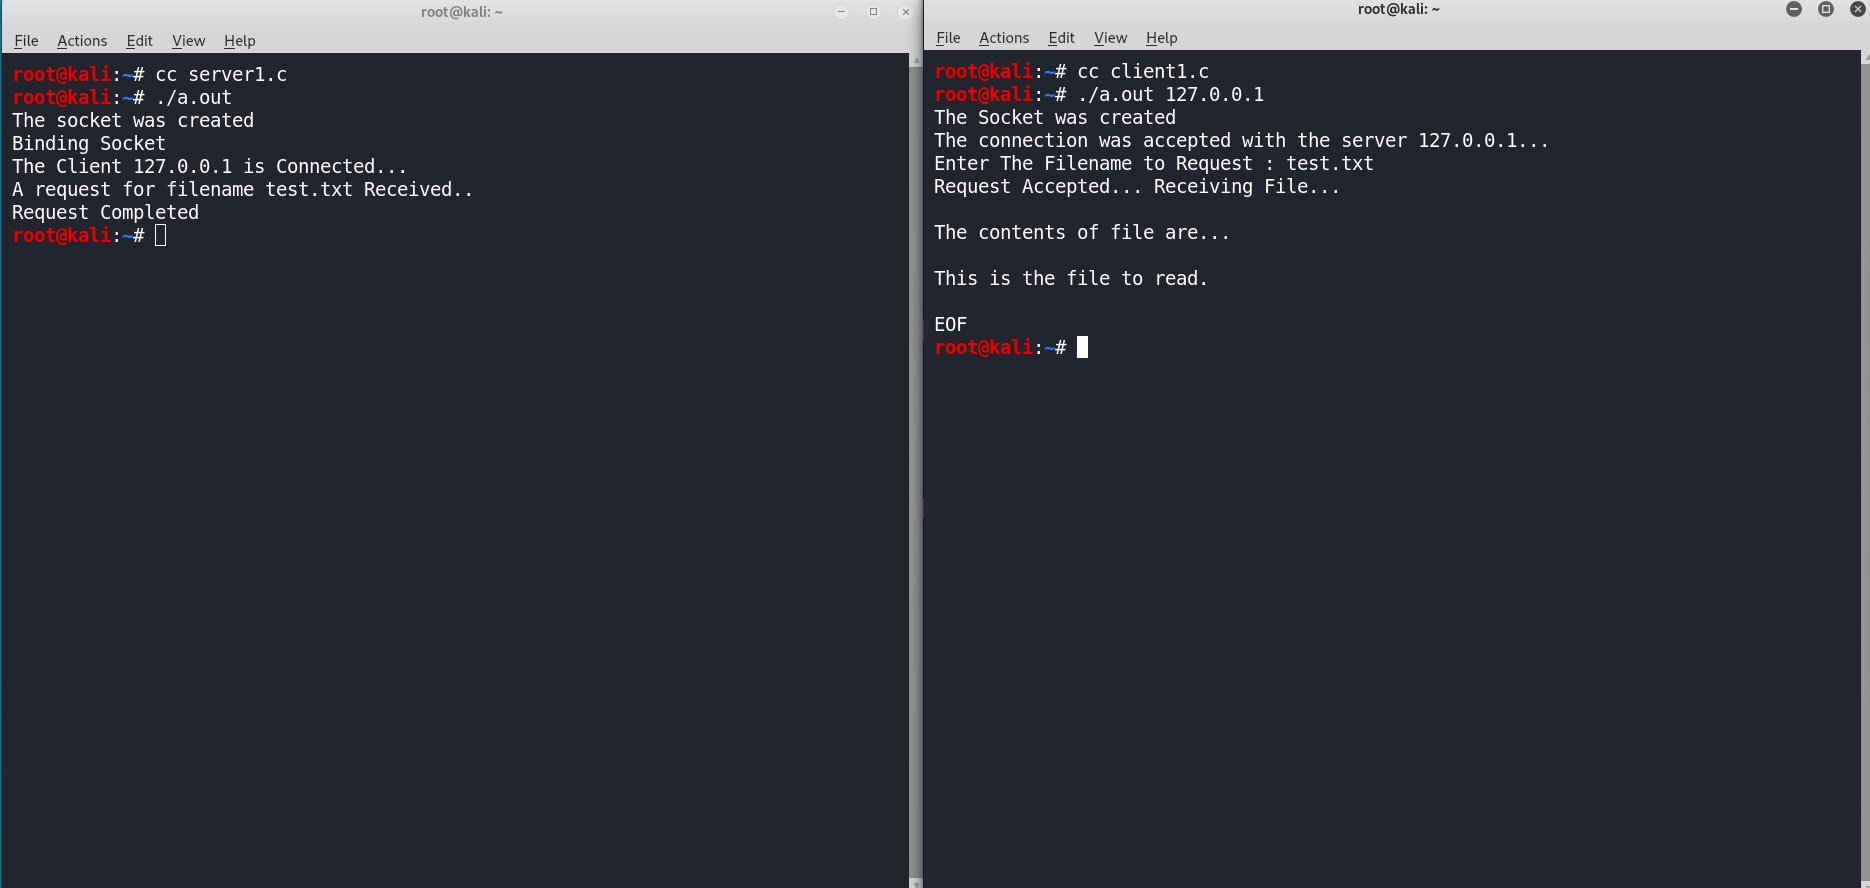 root@kali: ~
File Actions Edit View Help
root@kali:~# cc server1.c
root@kali:~# ./a.out
The socket was created
Binding Socket
The Client 127.0.0.1 is Connected...
A request for filename test.txt Received..
Request Completed
root@kali:~#
root@kali: ~
File Actions Edit View Help
root@kali:~# cc client1.c
root@kali:~# ./a.out 127.0.0.1
The Socket was created
The connection was accepted with the server 127.0.0.1...
Enter The Filename to Request : test.txt
Request Accepted... Receiving File...
The contents of file are...
This is the file to read.
EOF
root@kali:~#